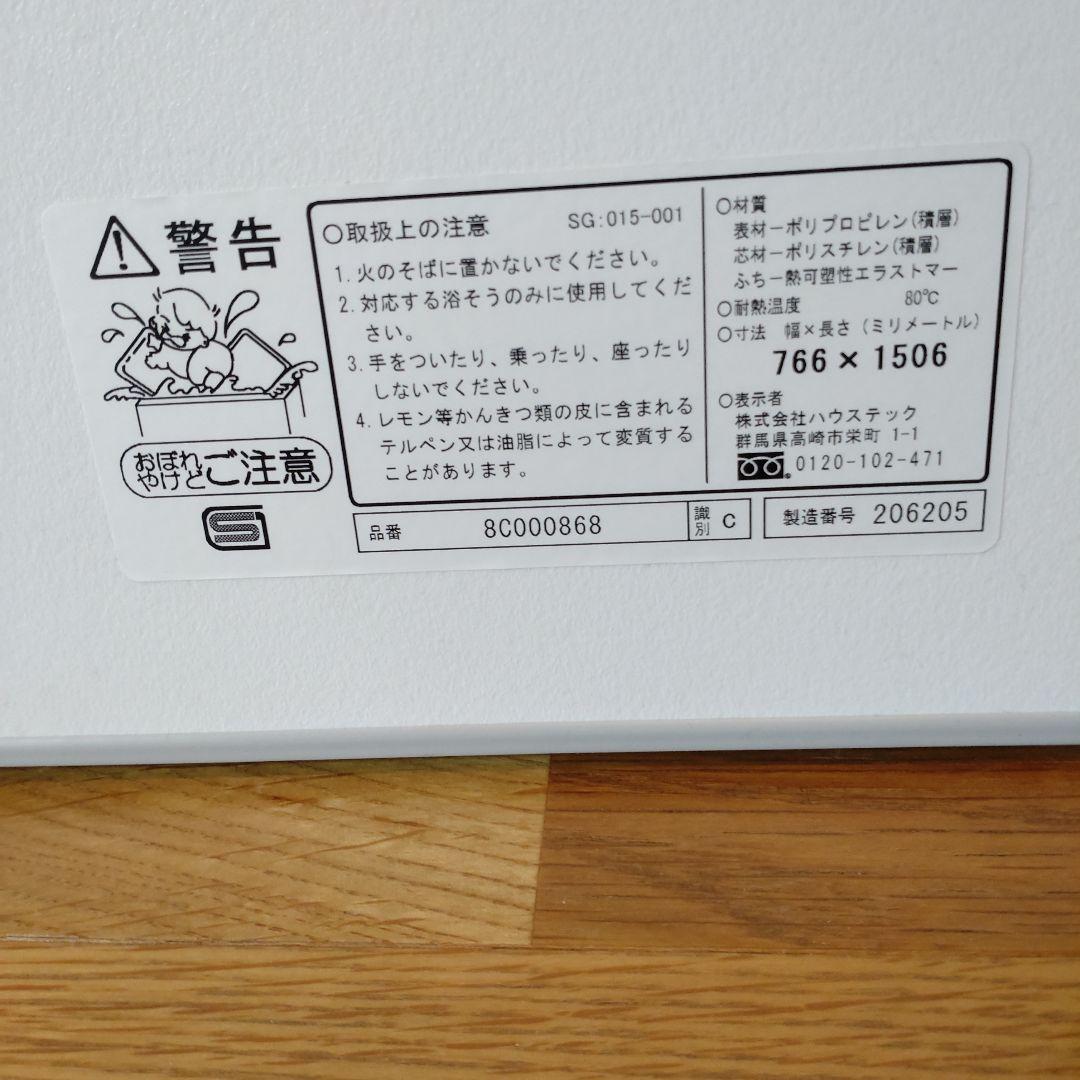 警告
おぼれ
やけど
ご注意
○取扱上の注意 SG:015-001
1.火のそばに置かないでください。
2.対応する浴そうのみに使用してくだ
さい。
3.手をついたり、乗ったり、座ったり
しないでください。
4.レモン等かんきつ類の皮に含まれる
テルペン又は油脂によって変質する
ことがあります。
○材質
表材ーポリプロピレン(積層)
芯材ーポリスチレン(積層)
ふちー熱可塑性エラストマー
○耐熱温度 80℃
○寸法 幅×長さ(ミリメートル)
766×1506
○表示者
株式会社ハウステック
群馬県高崎市栄町 1-1
0120-102-471
品番 8C000868 識別 C 製造番号 206205